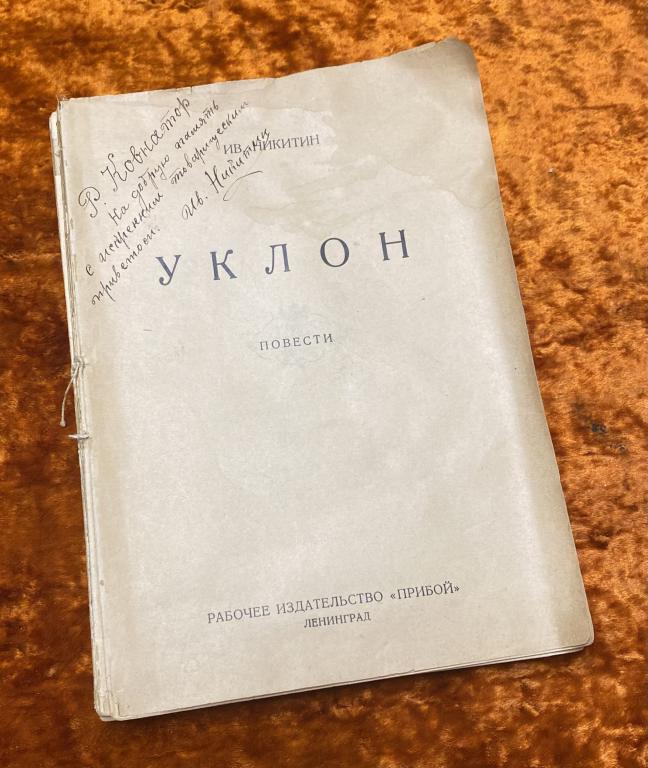 Р. Ковнатор
на добрую память
с искренним товарищеским
приветом.
Ив. Никитин
ИВ. НИКИТИН
УКЛОН
ПОВЕСТИ
РАБОЧЕЕ ИЗДАТЕЛЬСТВО «ПРИБОЙ»
ЛЕНИНГРАД